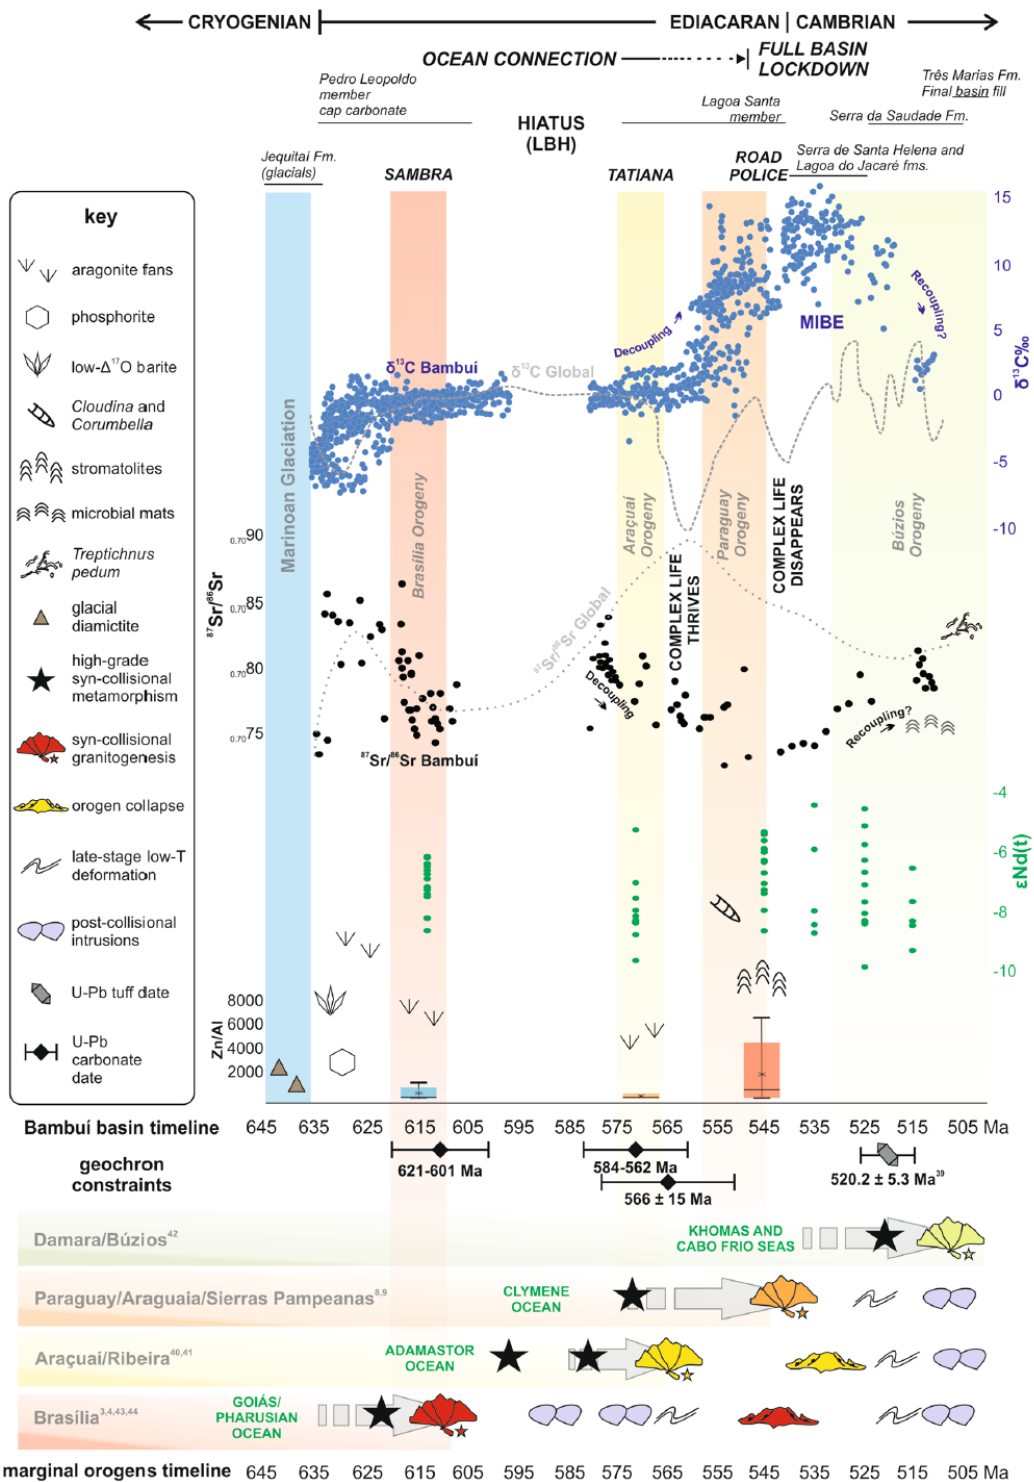 CRYOGENIAN
EDIACARAN
CAMBRIAN
OCEAN CONNECTION
FULL BASIN
LOCKDOWN
Pedro Leopoldo
member
cap carbonate
HIATUS
(LBH)
Lagoa Santa
member
Três Marias Fm.
Final basin fill
Serra da Saudade Fm.
Serra de Santa Helena and
Lagoa do Jacaré fms.
Jequitaí Fm.
(glacials)
SAMBRA
TATIANA
ROAD
POLICE
key
aragonite fans
phosphorite
low-Δ¹⁷O barite
Cloudina and
Corumbella
stromatolites
microbial mats
Treptichnus
pedum
glacial
diamictite
high-grade
syn-collisional
metamorphism
syn-collisional
granitogenesis
orogen collapse
late-stage low-T
deformation
post-collisional
intrusions
U-Pb tuff date
U-Pb
carbonate
date
Marinoan Glaciation
Brasília Orogeny
Araçuaí
Orogeny
Paraguay
Orogeny
Búzios
Orogeny
COMPLEX LIFE
THRIVES
COMPLEX LIFE
DISAPPEARS
δ¹³C Bambuí
δ¹³C Global
Decoupling
MIBE
Recoupling?
15
10
5
0
-5
-10
δ¹³C‰
0.7090
0.7085
0.7080
0.7075
⁸⁷Sr/⁸⁶Sr
⁸⁷Sr/⁸⁶Sr Global
Decoupling
⁸⁷Sr/⁸⁶Sr Bambuí
Recoupling?
-4
-6
-8
-10
εNd(t)
8000
6000
4000
2000
Zn/Al
Bambuí basin timeline
645 635 625 615 605 595 585 575 565 555 545 535 525 515 505 Ma
geochron
constraints
621-601 Ma
584-562 Ma
566 ± 15 Ma
520.2 ± 5.3 Ma³⁹
Damara/Búzios⁴²
KHOMAS AND
CABO FRIO SEAS
Paraguay/Araguaia/Sierras Pampeanas⁸,⁹
CLYMENE
OCEAN
Araçuaí/Ribeira⁴⁰,⁴¹
ADAMASTOR
OCEAN
Brasília³,⁴,⁴³,⁴⁴
GOIÁS/
PHARUSIAN
OCEAN
marginal orogens timeline
645 635 625 615 605 595 585 575 565 555 545 535 525 515 505 Ma